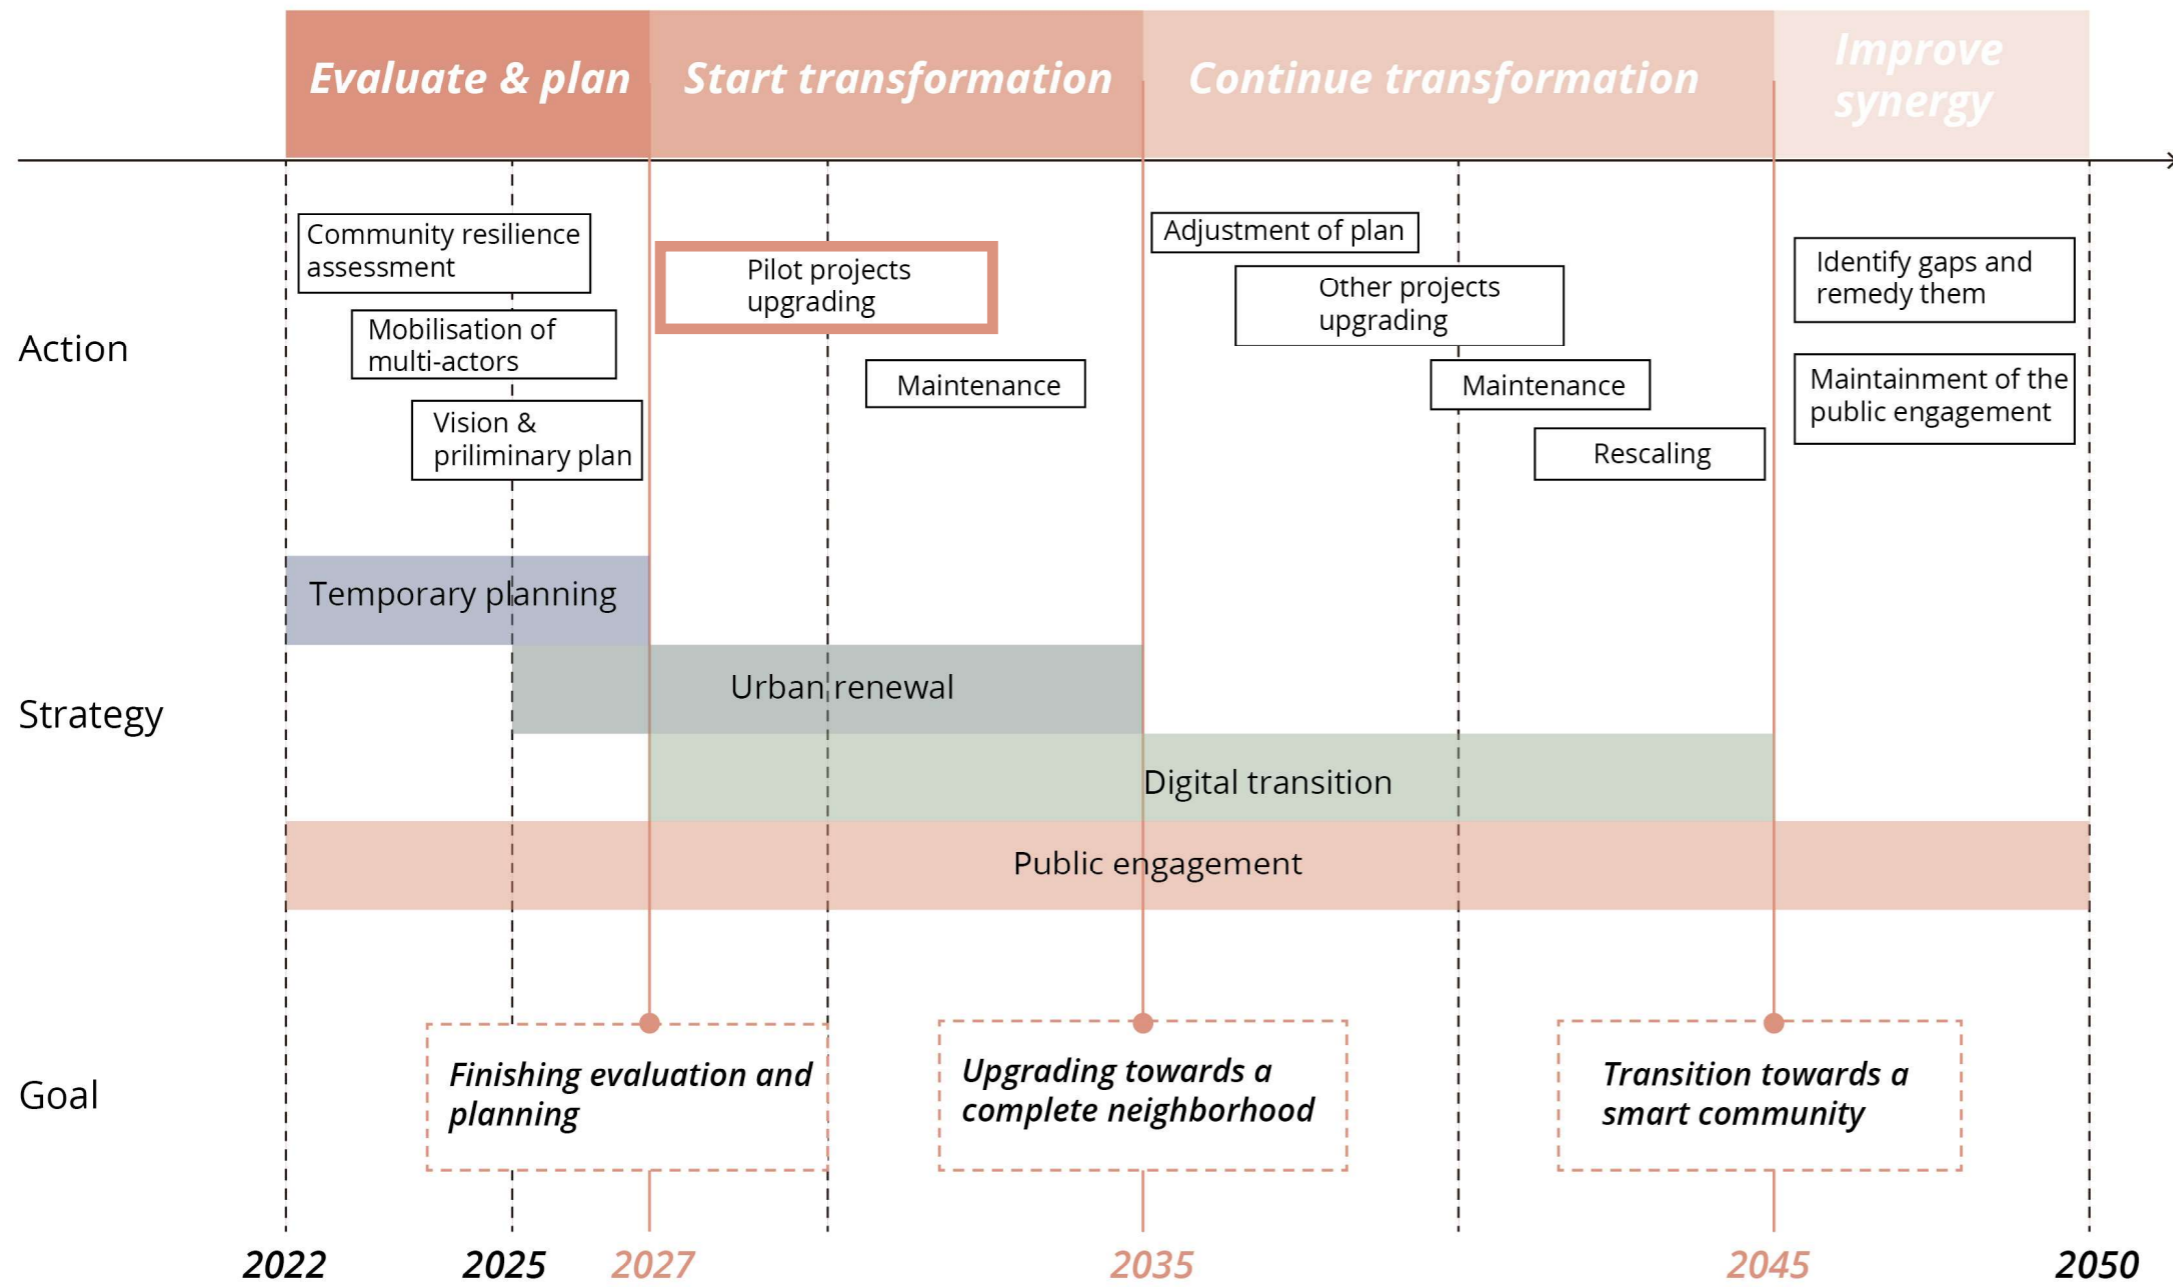 Evaluate & plan
Start transformation
Continue transformation
Improve
synergy
Action
Community resilience
assessment
Mobilisation of
multi-actors
Vision &
priliminary plan
Pilot projects
upgrading
Maintenance
Adjustment of plan
Other projects
upgrading
Maintenance
Rescaling
Identify gaps and
remedy them
Maintainment of the
public engagement
Strategy
Temporary planning
Urban renewal
Digital transition
Public engagement
Goal
Finishing evaluation and
planning
Upgrading towards a
complete neighborhood
Transition towards a
smart community
2022
2025
2027
2035
2045
2050